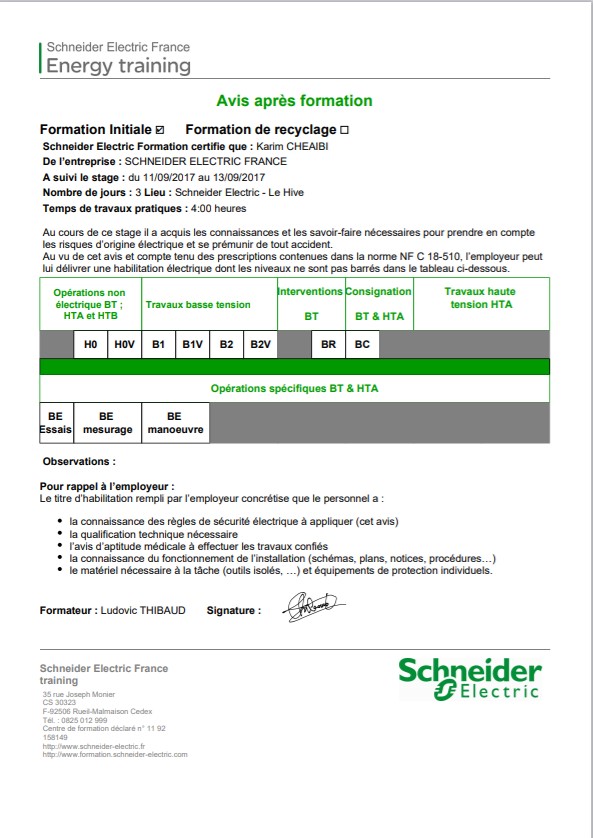 Schneider Electric France
Energy training
Avis après formation
Formation Initiale ☑ Formation de recyclage ☐
Schneider Electric Formation certifie que : Karim CHEAIBI
De l'entreprise : SCHNEIDER ELECTRIC FRANCE
A suivi le stage : du 11/09/2017 au 13/09/2017
Nombre de jours : 3 Lieu : Schneider Electric - Le Hive
Temps de travaux pratiques : 4:00 heures
Au cours de ce stage il a acquis les connaissances et les savoir-faire nécessaires pour prendre en compte
les risques d'origine électrique et se prémunir de tout accident.
Au vu de cet avis et compte tenu des prescriptions contenues dans la norme NF C 18-510, l'employeur peut
lui délivrer une habilitation électrique dont les niveaux ne sont pas barrés dans le tableau ci-dessous.
Opérations non
électrique BT ;
HTA et HTB
Travaux basse tension
Interventions
BT
Consignation
BT & HTA
Travaux haute
tension HTA
H0 H0V B1 B1V B2 B2V BR BC
Opérations spécifiques BT & HTA
BE
Essais
BE
mesurage
BE
manoeuvre
Observations :
Pour rappel à l'employeur :
Le titre d'habilitation rempli par l'employeur concrétise que le personnel a :
• la connaissance des règles de sécurité électrique à appliquer (cet avis)
• la qualification technique nécessaire
• l'avis d'aptitude médicale à effectuer les travaux confiés
• la connaissance du fonctionnement de l'installation (schémas, plans, notices, procédures…)
• le matériel nécessaire à la tâche (outils isolés, …) et équipements de protection individuels.
Formateur : Ludovic THIBAUD Signature :
Schneider Electric France
training
35 rue Joseph Monier
CS 30323
F-92506 Rueil-Malmaison Cedex
Tél. : 0825 012 999
Centre de formation déclaré n° 11 92
158149
http://www.schneider-electric.fr
http://www.formation.schneider-electric.com
Schneider
Electric